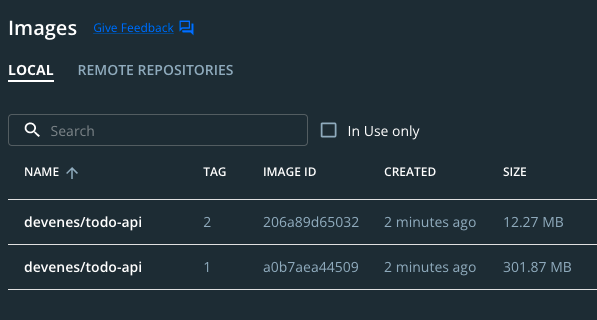 Images Give Feedback
LOCAL REMOTE REPOSITORIES
Search In Use only
NAME ↑ TAG IMAGE ID CREATED SIZE
devenes/todo-api 2 206a89d65032 2 minutes ago 12.27 MB
devenes/todo-api 1 a0b7aea44509 2 minutes ago 301.87 MB